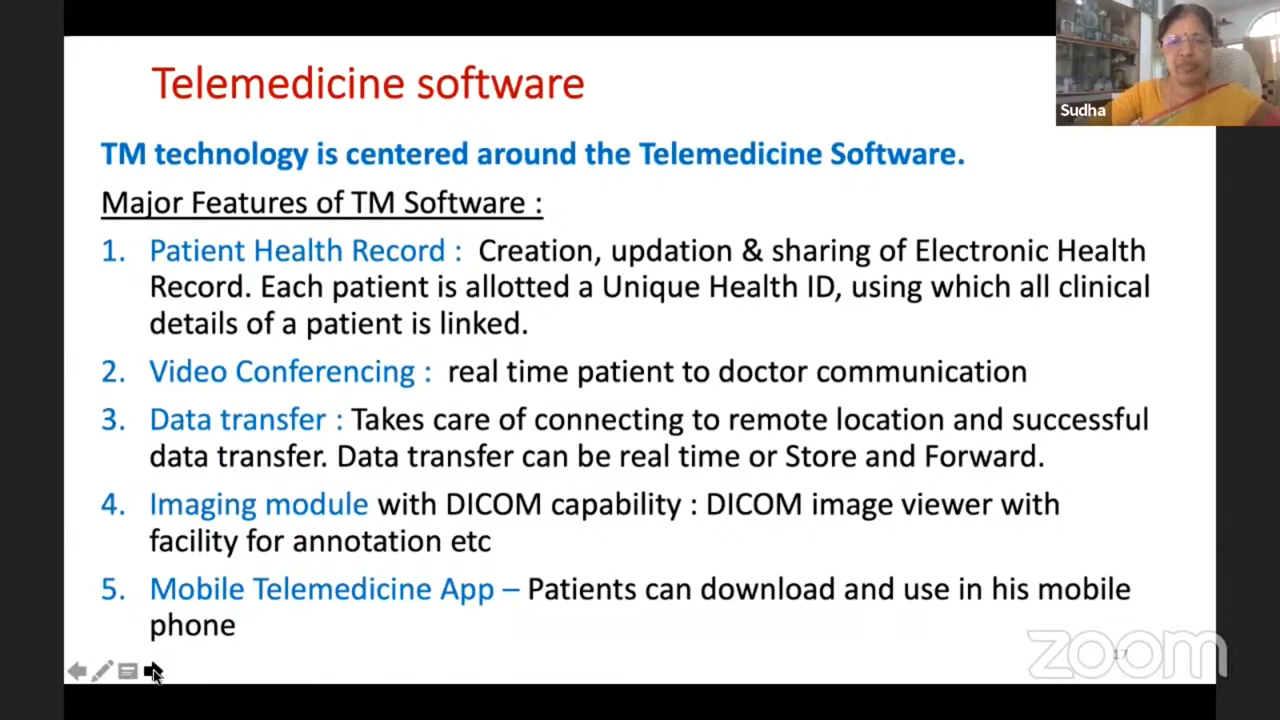 Telemedicine software
Sudha
TM technology is centered around the Telemedicine Software.
Major Features of TM Software :
1. Patient Health Record : Creation, updation & sharing of Electronic Health
Record. Each patient is allotted a Unique Health ID, using which all clinical
details of a patient is linked.
2. Video Conferencing : real time patient to doctor communication
3. Data transfer : Takes care of connecting to remote location and successful
data transfer. Data transfer can be real time or Store and Forward.
4. Imaging module with DICOM capability : DICOM image viewer with
facility for annotation etc
5. Mobile Telemedicine App – Patients can download and use in his mobile
phone
17
zoom